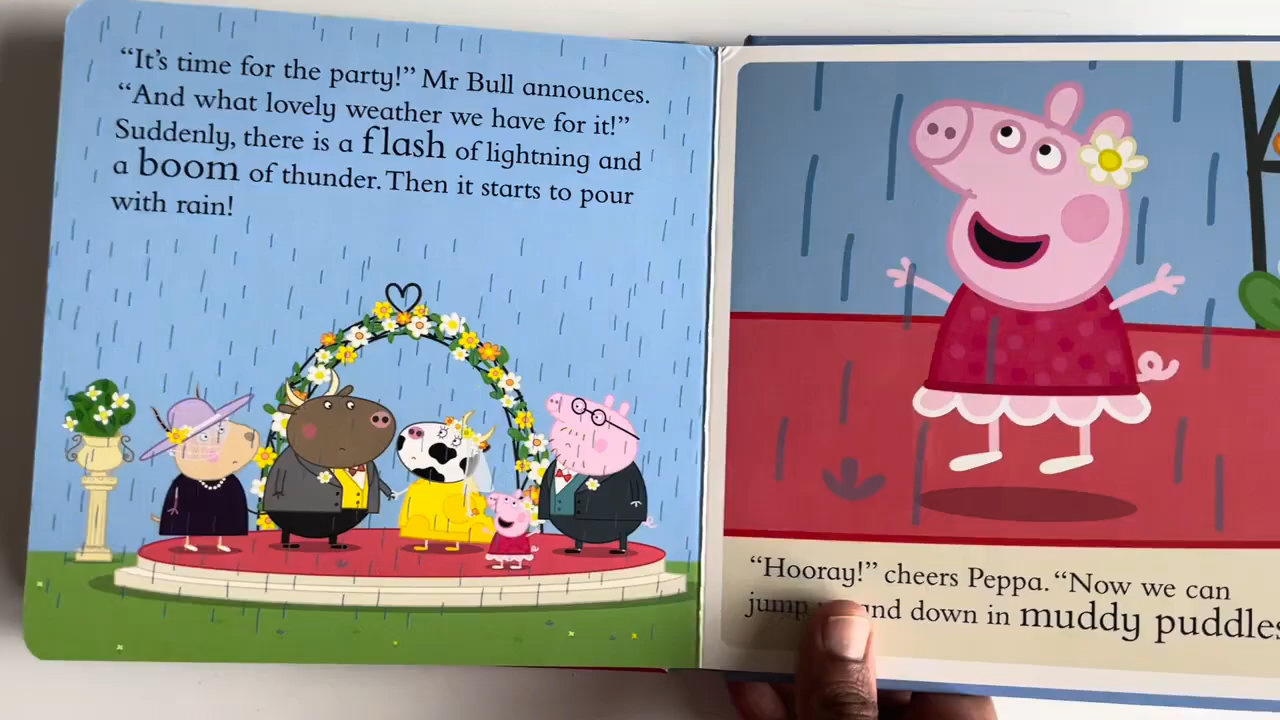 “It’s time for the party!” Mr Bull announces.
“And what lovely weather we have for it!”
Suddenly, there is a flash of lightning and
a boom of thunder. Then it starts to pour
with rain!
“Hooray!” cheers Peppa. “Now we can
jump and down in muddy puddles